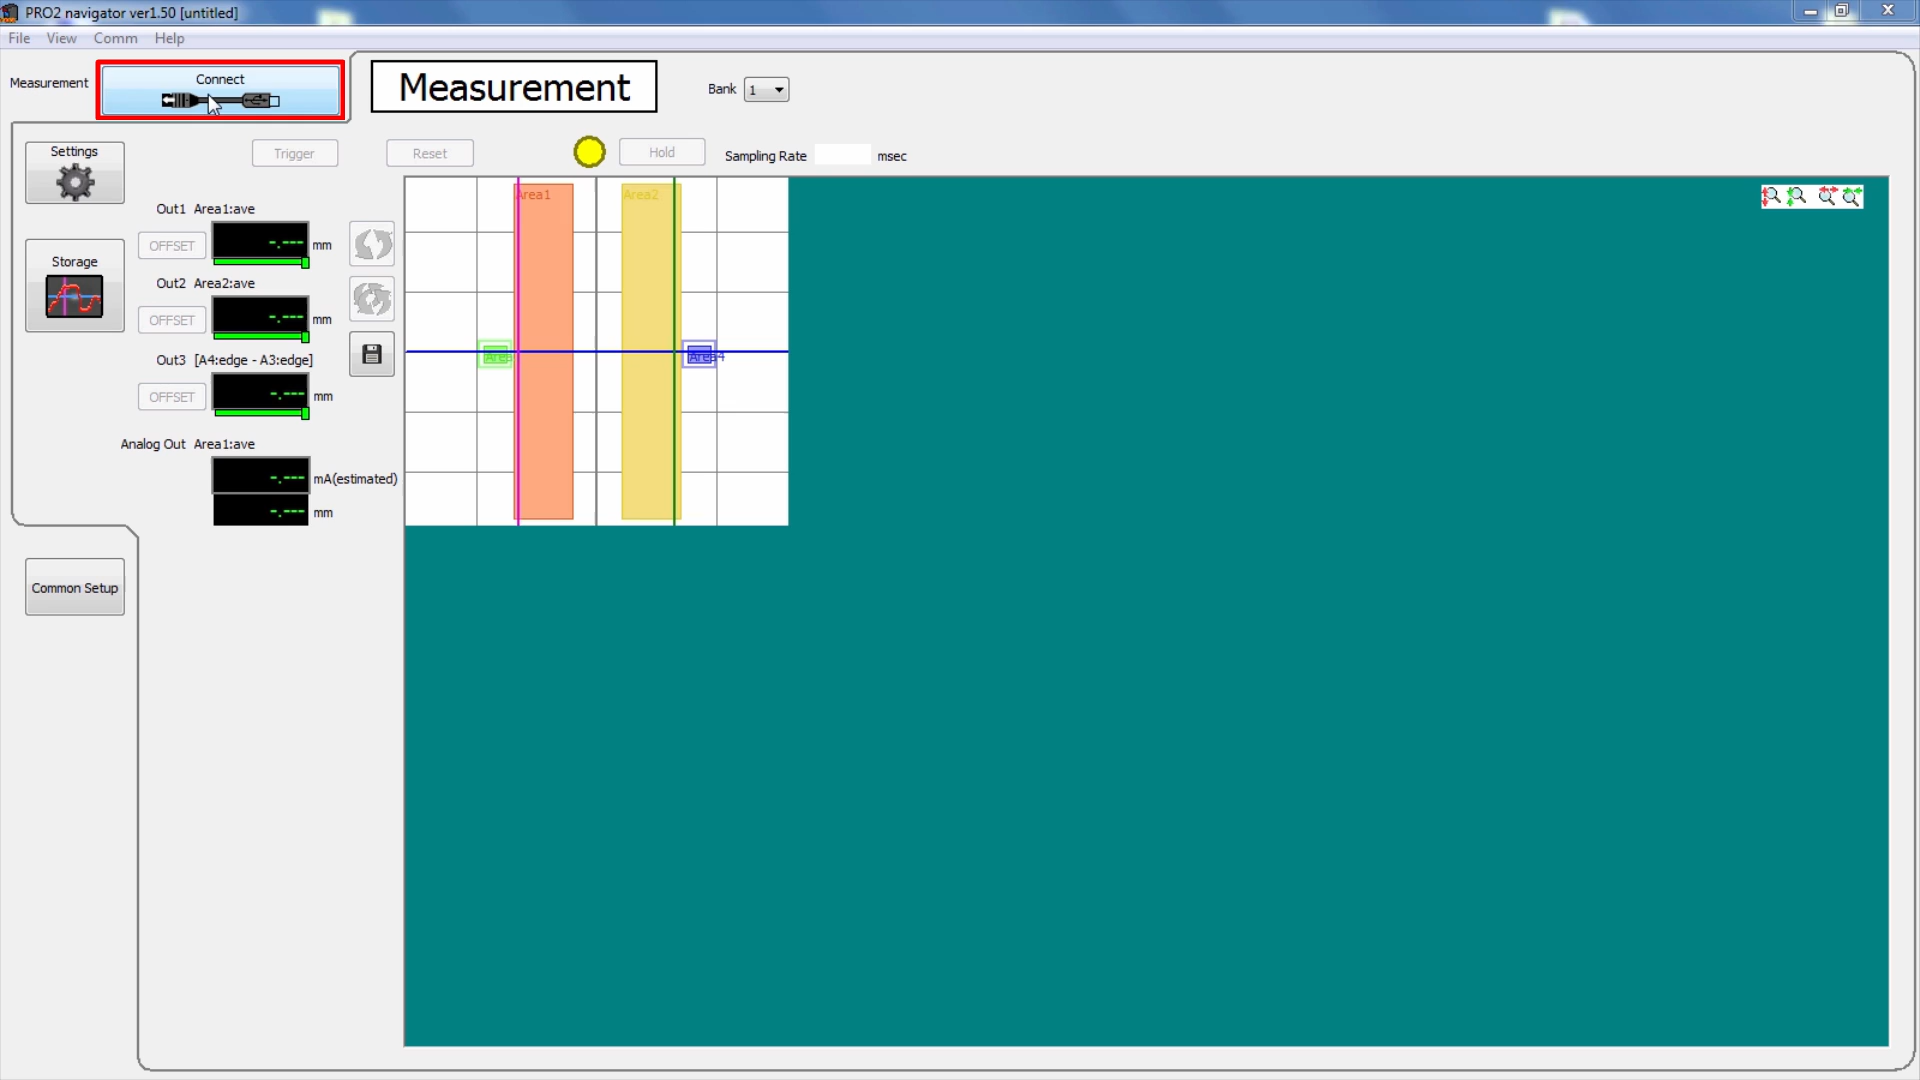 PRO2 navigator ver1.50 [untitled]
File View Comm Help
Measurement
Connect
Measurement
Bank 1
Settings
Trigger Reset Hold Sampling Rate msec
Area1 Area2
Out1 Area1:ave
OFFSET -.--- mm
Storage
Out2 Area2:ave
OFFSET -.--- mm
Area4
Out3 [A4:edge - A3:edge]
OFFSET -.--- mm
Analog Out Area1:ave
-.--- mA(estimated)
-.--- mm
Common Setup